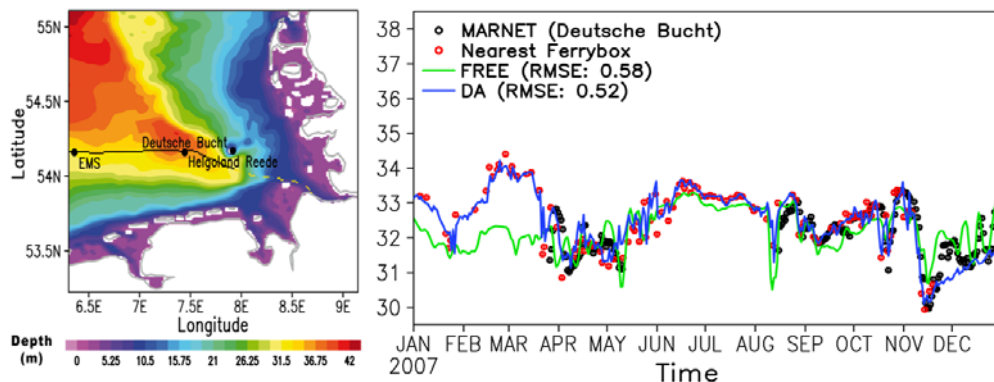 55N
54.5N
54N
53.5N
Latitude
Deutsche Bucht
EMS
Helgoland Reede
6.5E 7E 7.5E 8E 8.5E 9E
Longitude
Depth
(m)
0 5.25 10.5 15.75 21 26.25 31.5 36.75 42
38
37
36
35
34
33
32
31
30
MARNET (Deutsche Bucht)
Nearest Ferrybox
FREE (RMSE: 0.58)
DA (RMSE: 0.52)
JAN FEB MAR APR MAY JUN JUL AUG SEP OCT NOV DEC
2007
Time